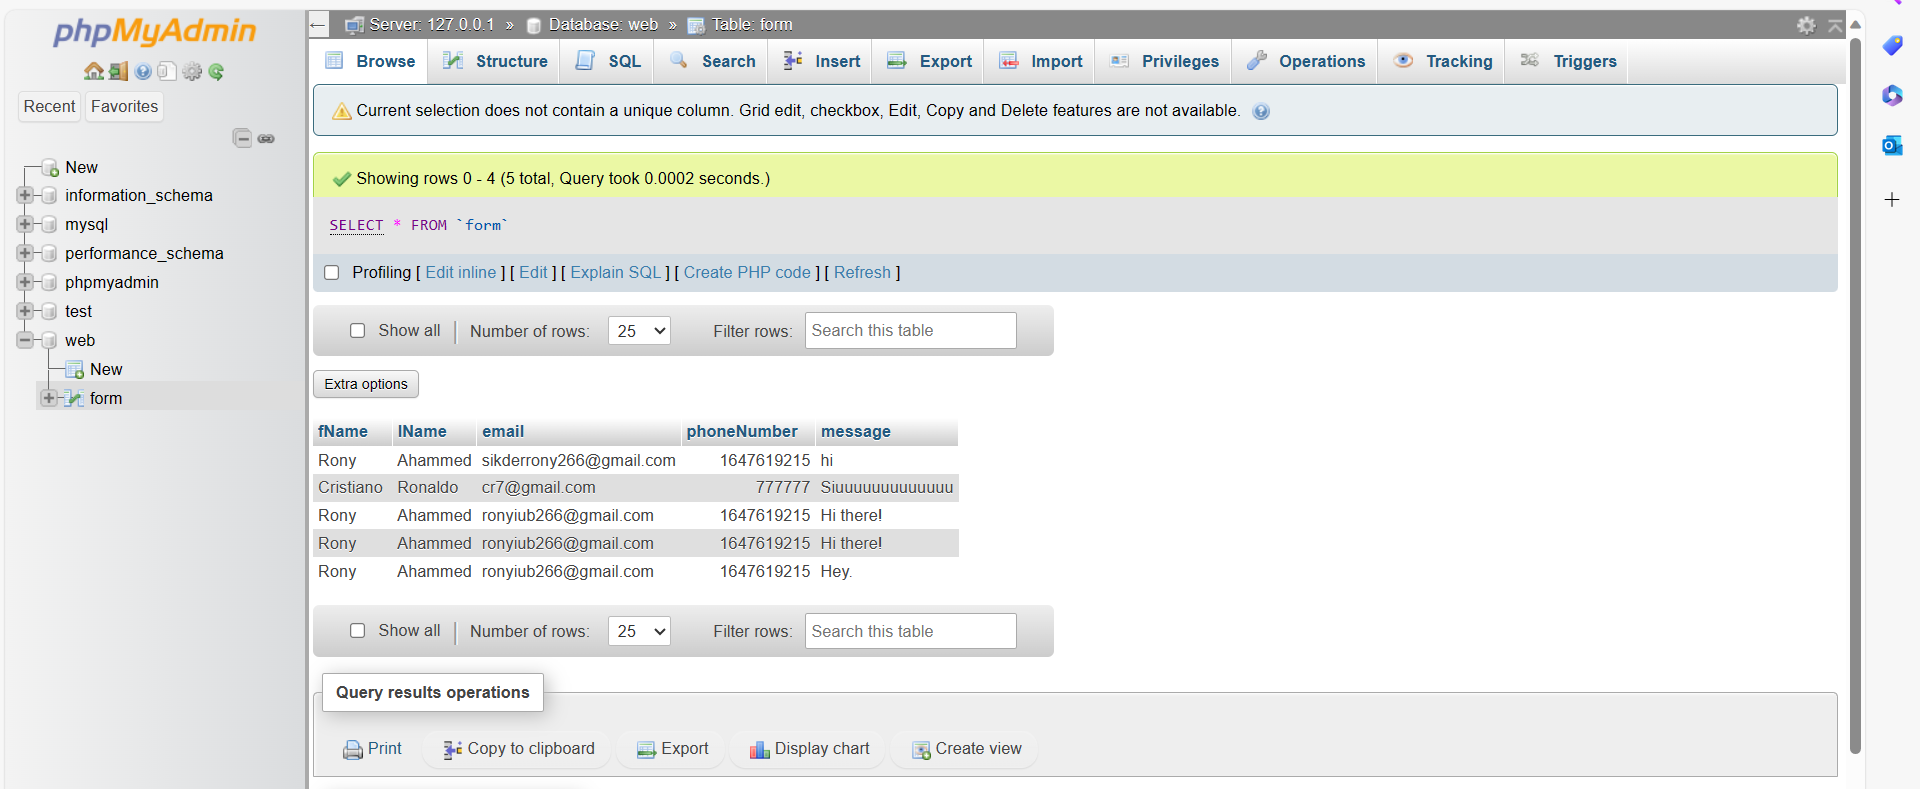 phpMyAdmin
Recent Favorites
New
information_schema
mysql
performance_schema
phpmyadmin
test
web
New
form
Server: 127.0.0.1 » Database: web » Table: form
Browse Structure SQL Search Insert Export Import Privileges Operations Tracking Triggers
Current selection does not contain a unique column. Grid edit, checkbox, Edit, Copy and Delete features are not available.
Showing rows 0 - 4 (5 total, Query took 0.0002 seconds.)
SELECT * FROM `form`
Profiling [ Edit inline ] [ Edit ] [ Explain SQL ] [ Create PHP code ] [ Refresh ]
Show all Number of rows: 25 Filter rows: Search this table
Extra options
fName lName email phoneNumber message
Rony Ahammed sikderrony266@gmail.com 1647619215 hi
Cristiano Ronaldo cr7@gmail.com 777777 Siuuuuuuuuuuuuu
Rony Ahammed ronyiub266@gmail.com 1647619215 Hi there!
Rony Ahammed ronyiub266@gmail.com 1647619215 Hi there!
Rony Ahammed ronyiub266@gmail.com 1647619215 Hey.
Show all Number of rows: 25 Filter rows: Search this table
Query results operations
Print Copy to clipboard Export Display chart Create view